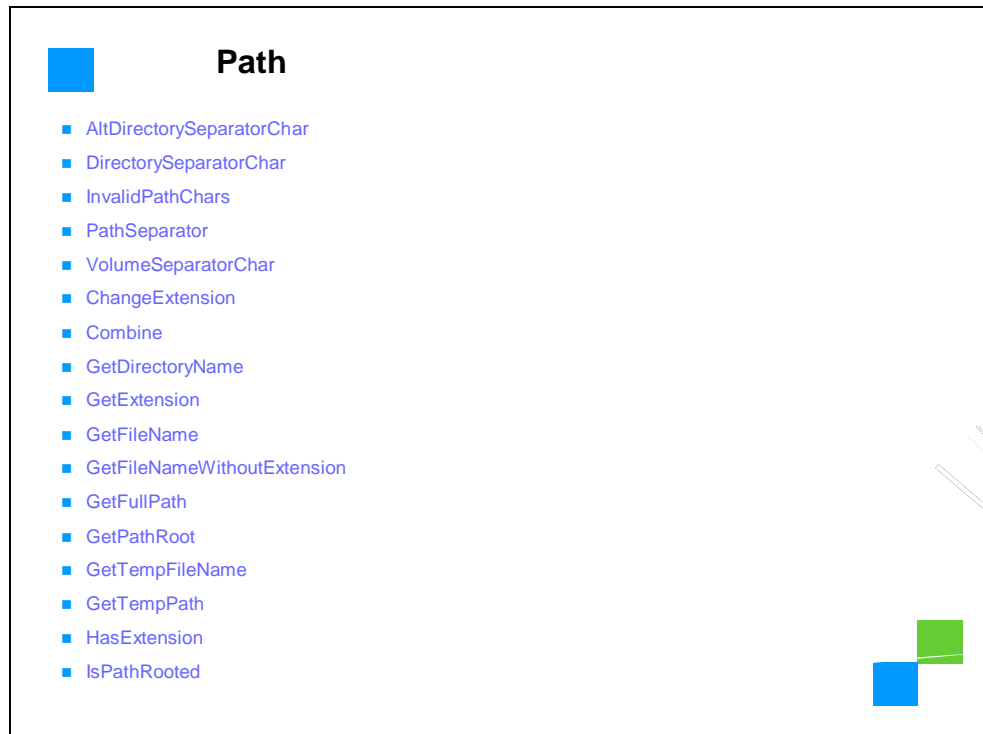 Path
AltDirectorySeparatorChar
DirectorySeparatorChar
InvalidPathChars
PathSeparator
VolumeSeparatorChar
ChangeExtension
Combine
GetDirectoryName
GetExtension
GetFileName
GetFileNameWithoutExtension
GetFullPath
GetPathRoot
GetTempFileName
GetTempPath
HasExtension
IsPathRooted